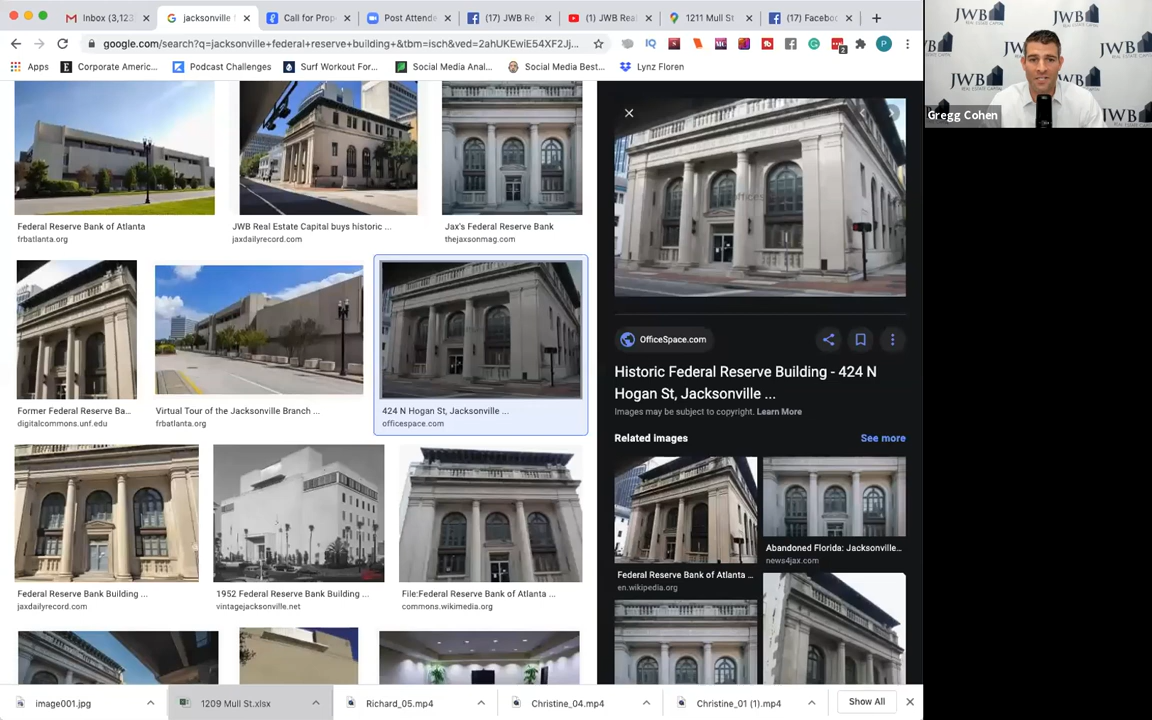 Inbox (3,123
jacksonville
Call for Prop
Post Attende
(17) JWB Re
(1) JWB Real
1211 Mull St
(17) Faceboo
google.com/search?q=jacksonville+federal+reserve+building+&tbm=isch&ved=2ahUKEwiE54XF2Jj...
Apps
Corporate Americ...
Podcast Challenges
Surf Workout For...
Social Media Anal...
Social Media Best...
Lynz Floren
Federal Reserve Bank of Atlanta
frbatlanta.org
JWB Real Estate Capital buys historic ...
jaxdailyrecord.com
Jax's Federal Reserve Bank
thejaxsonmag.com
Former Federal Reserve Ba...
digitalcommons.unf.edu
Virtual Tour of the Jacksonville Branch ...
frbatlanta.org
424 N Hogan St, Jacksonville ...
officespace.com
Federal Reserve Bank Building ...
jaxdailyrecord.com
1952 Federal Reserve Bank Building ...
vintagejacksonville.net
File:Federal Reserve Bank of Atlanta ...
commons.wikimedia.org
OfficeSpace.com
Historic Federal Reserve Building - 424 N
Hogan St, Jacksonville ...
Images may be subject to copyright. Learn More
Related images
See more
Federal Reserve Bank of Atlanta ...
en.wikipedia.org
Abandoned Florida: Jacksonville...
news4jax.com
image001.jpg
1209 Mull St.xlsx
Richard_05.mp4
Christine_04.mp4
Christine_01 (1).mp4
Show All
JWB
REAL ESTATE CAPITAL
JWB
JWB
JWB
JWB
REAL ESTATE CAPITAL
Gregg Cohen